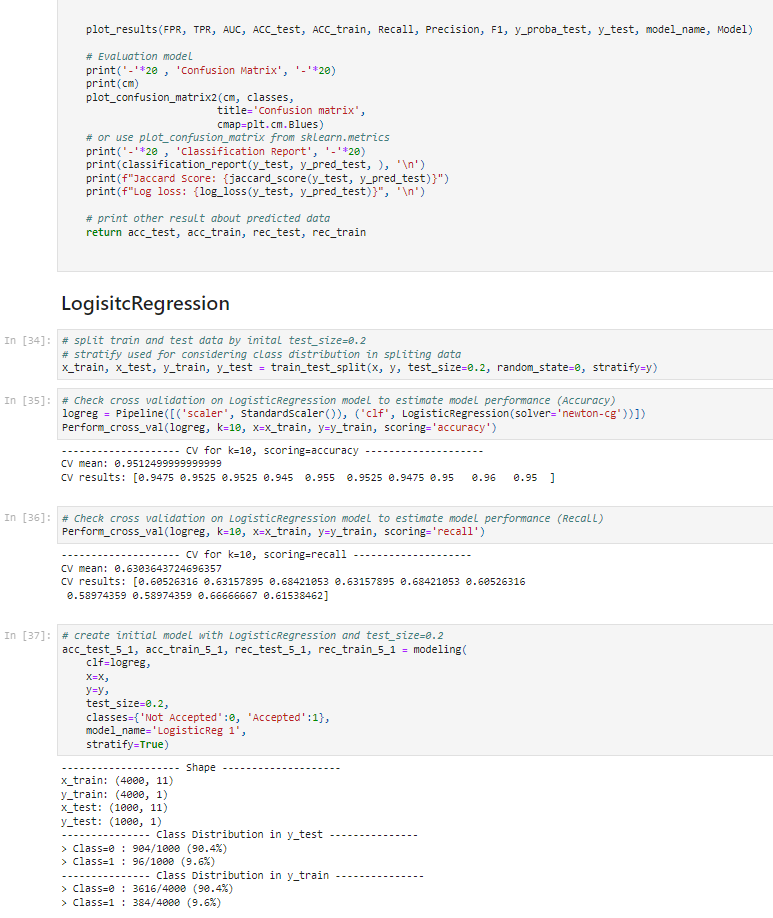 plot_results(FPR, TPR, AUC, ACC_test, ACC_train, Recall, Precision, F1, y_proba_test, y_test, model_name, Model)
# Evaluation model
print('-'*20 , 'Confusion Matrix', '-'*20)
print(cm)
plot_confusion_matrix2(cm, classes,
title='Confusion matrix',
cmap=plt.cm.Blues)
# or use plot_confusion_matrix from sklearn.metrics
print('-'*20 , 'Classification Report', '-'*20)
print(classification_report(y_test, y_pred_test, ), '\n')
print(f"Jaccard Score: {jaccard_score(y_test, y_pred_test)}")
print(f"Log loss: {log_loss(y_test, y_pred_test)}", '\n')
# print other result about predicted data
return acc_test, acc_train, rec_test, rec_train
LogisitcRegression
In [34]: # split train and test data by inital test_size=0.2
# stratify used for considering class distribution in spliting data
x_train, x_test, y_train, y_test = train_test_split(x, y, test_size=0.2, random_state=0, stratify=y)
In [35]: # Check cross validation on LogisticRegression model to estimate model performance (Accuracy)
logreg = Pipeline([('scaler', StandardScaler()), ('clf', LogisticRegression(solver='newton-cg'))])
Perform_cross_val(logreg, k=10, x=x_train, y=y_train, scoring='accuracy')
-------------------- CV for k=10, scoring=accuracy --------------------
CV mean: 0.9512499999999999
CV results: [0.9475 0.9525 0.9525 0.945  0.955  0.9525 0.9475 0.95   0.96   0.95  ]
In [36]: # Check cross validation on LogisticRegression model to estimate model performance (Recall)
Perform_cross_val(logreg, k=10, x=x_train, y=y_train, scoring='recall')
-------------------- CV for k=10, scoring=recall --------------------
CV mean: 0.6303643724696357
CV results: [0.60526316 0.63157895 0.68421053 0.63157895 0.68421053 0.60526316
0.58974359 0.58974359 0.66666667 0.61538462]
In [37]: # create initial model with LogisticRegression and test_size=0.2
acc_test_5_1, acc_train_5_1, rec_test_5_1, rec_train_5_1 = modeling(
clf=logreg,
x=x,
y=y,
test_size=0.2,
classes={'Not Accepted':0, 'Accepted':1},
model_name='LogisticReg 1',
stratify=True)
-------------------- Shape --------------------
x_train: (4000, 11)
y_train: (4000, 1)
x_test: (1000, 11)
y_test: (1000, 1)
--------------- Class Distribution in y_test ---------------
> Class=0 : 904/1000 (90.4%)
> Class=1 : 96/1000 (9.6%)
--------------- Class Distribution in y_train ---------------
> Class=0 : 3616/4000 (90.4%)
> Class=1 : 384/4000 (9.6%)